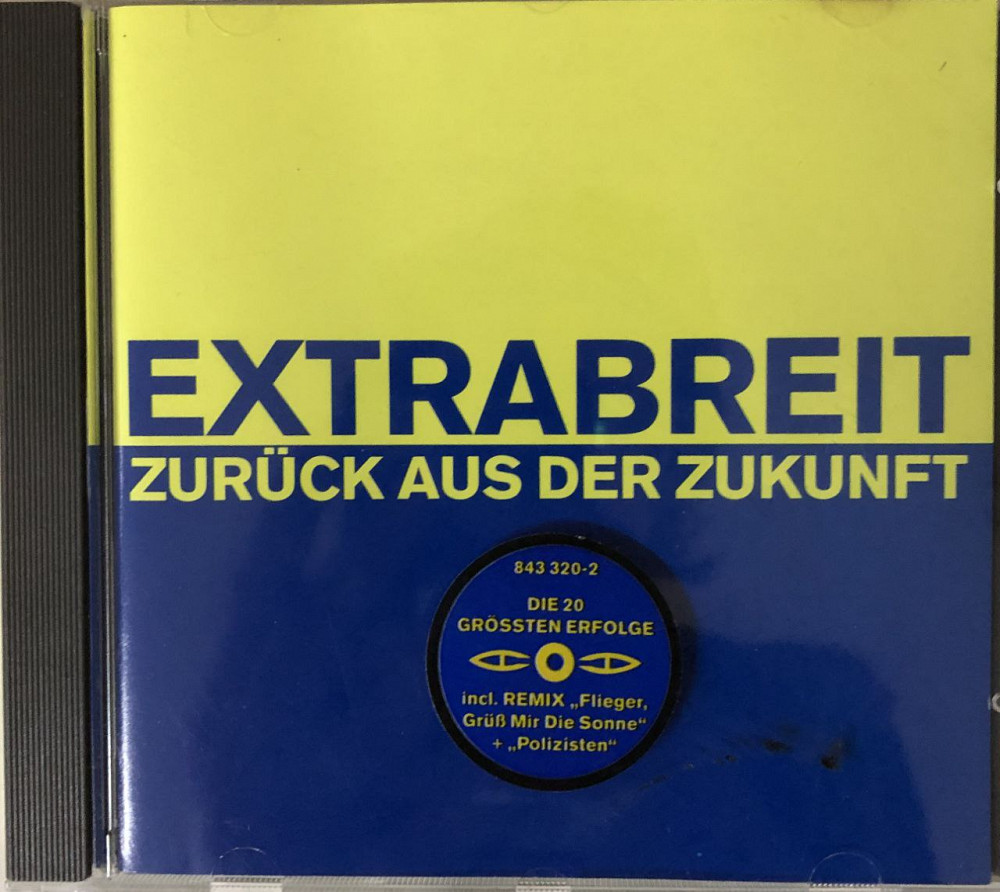 EXTRABREIT
ZURÜCK AUS DER ZUKUNFT
843 320-2
DIE 20
GRÖSSTEN ERFOLGE
incl. REMIX „Flieger,
Grüß Mir Die Sonne“
+ „Polizisten“